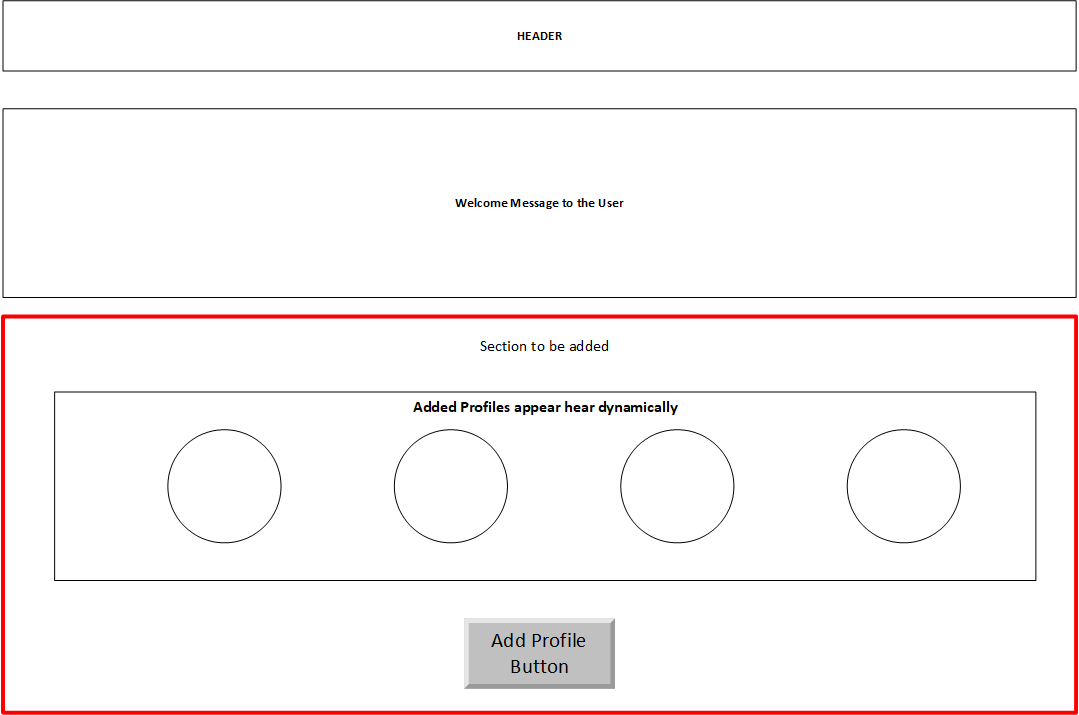 HEADER
Welcome Message to the User
Section to be added
Added Profiles appear hear dynamically
Add Profile
Button